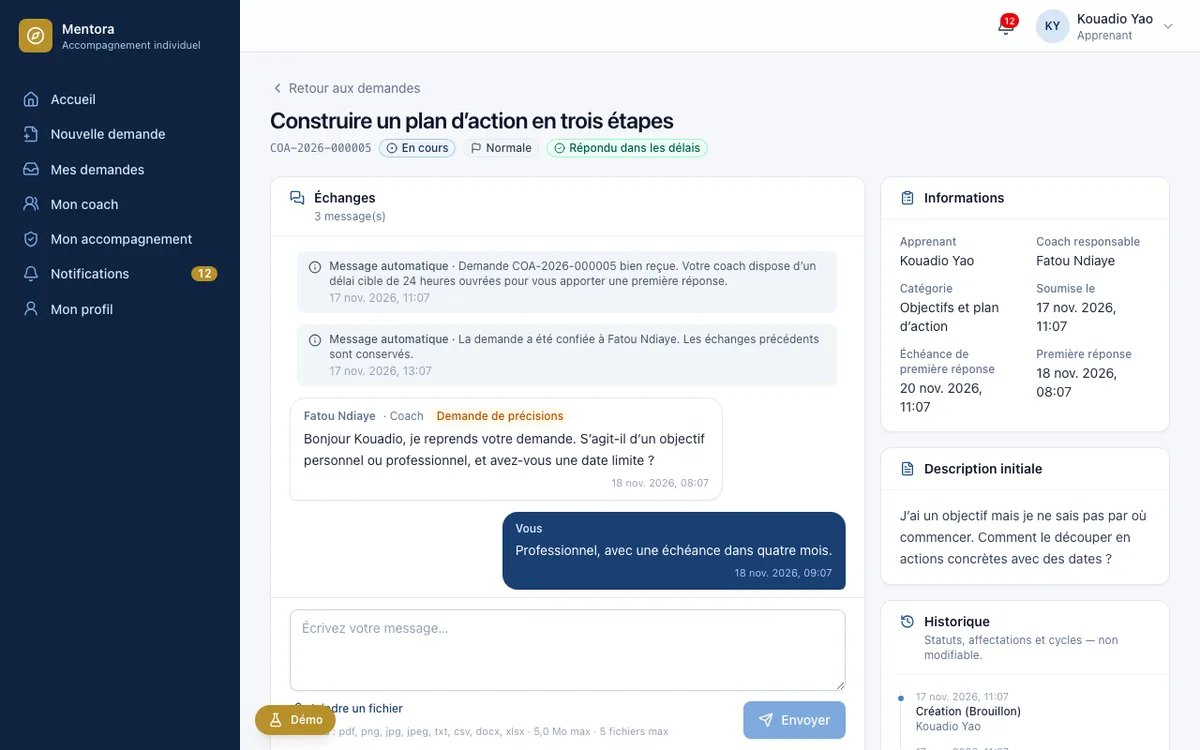 Mentora
Accompagnement individuel
Accueil
Nouvelle demande
Mes demandes
Mon coach
Mon accompagnement
Notifications
12
Mon profil
12
KY
Kouadio Yao
Apprenant
Retour aux demandes
Construire un plan d’action en trois étapes
COA-2026-000005
En cours
Normale
Répondu dans les délais
Échanges
3 message(s)
Message automatique · Demande COA-2026-000005 bien reçue. Votre coach dispose d’un
délai cible de 24 heures ouvrées pour vous apporter une première réponse.
17 nov. 2026, 11:07
Message automatique · La demande a été confiée à Fatou Ndiaye. Les échanges précédents
sont conservés.
17 nov. 2026, 13:07
Fatou Ndiaye · Coach Demande de précisions
Bonjour Kouadio, je reprends votre demande. S’agit-il d’un objectif
personnel ou professionnel, et avez-vous une date limite ?
18 nov. 2026, 08:07
Vous
Professionnel, avec une échéance dans quatre mois.
18 nov. 2026, 09:07
Écrivez votre message...
un fichier
Démo
: pdf, png, jpg, jpeg, txt, csv, docx, xlsx · 5,0 Mo max · 5 fichiers max
Envoyer
Informations
Apprenant
Kouadio Yao
Coach responsable
Fatou Ndiaye
Catégorie
Objectifs et plan
d’action
Soumise le
17 nov. 2026,
11:07
Échéance de
première réponse
20 nov. 2026,
11:07
Première réponse
18 nov. 2026,
08:07
Description initiale
J’ai un objectif mais je ne sais pas par où
commencer. Comment le découper en
actions concrètes avec des dates ?
Historique
Statuts, affectations et cycles — non
modifiable.
17 nov. 2026, 11:07
Création (Brouillon)
Kouadio Yao